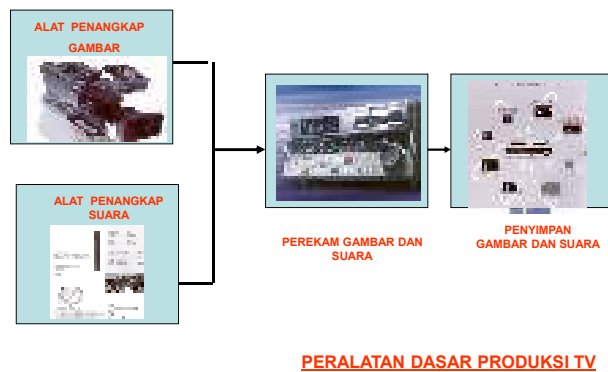 ALAT PENANGKAP
GAMBAR
ALAT PENANGKAP
SUARA
PEREKAM GAMBAR DAN
SUARA
PENYIMPAN
GAMBAR DAN SUARA
PERALATAN DASAR PRODUKSI TV